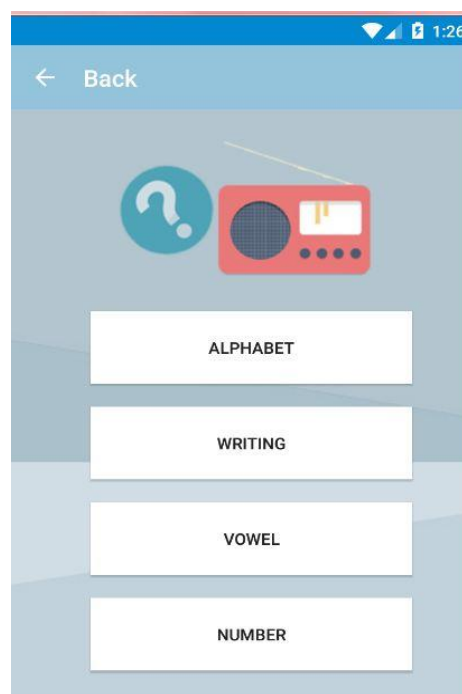 1:26
Back
?
ALPHABET
WRITING
VOWEL
NUMBER